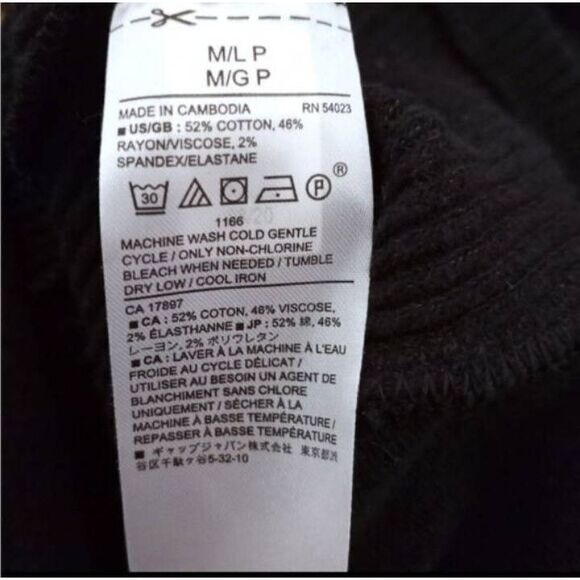 M/L P
M/G P
MADE IN CAMBODIA RN 54023
■ US/GB : 52% COTTON, 46%
RAYON/VISCOSE, 2%
SPANDEX/ELASTANE
30 P ®
1166
MACHINE WASH COLD GENTLE
CYCLE / ONLY NON-CHLORINE
BLEACH WHEN NEEDED / TUMBLE
DRY LOW / COOL IRON
CA 17897
■ CA : 52% COTON, 46% VISCOSE,
2% ÉLASTHANNE ■ JP : 52% 綿, 46%
レーヨン, 2% ポリウレタン
■ CA : LAVER À LA MACHINE À L'EAU
FROIDE AU CYCLE DÉLICAT /
UTILISER AU BESOIN UN AGENT DE
BLANCHIMENT SANS CHLORE
UNIQUEMENT / SÉCHER À LA
MACHINE À BASSE TEMPÉRATURE /
REPASSER À BASSE TEMPÉRATURE
■ ギャップジャパン株式会社 東京都渋
谷区千駄ヶ谷5-32-10